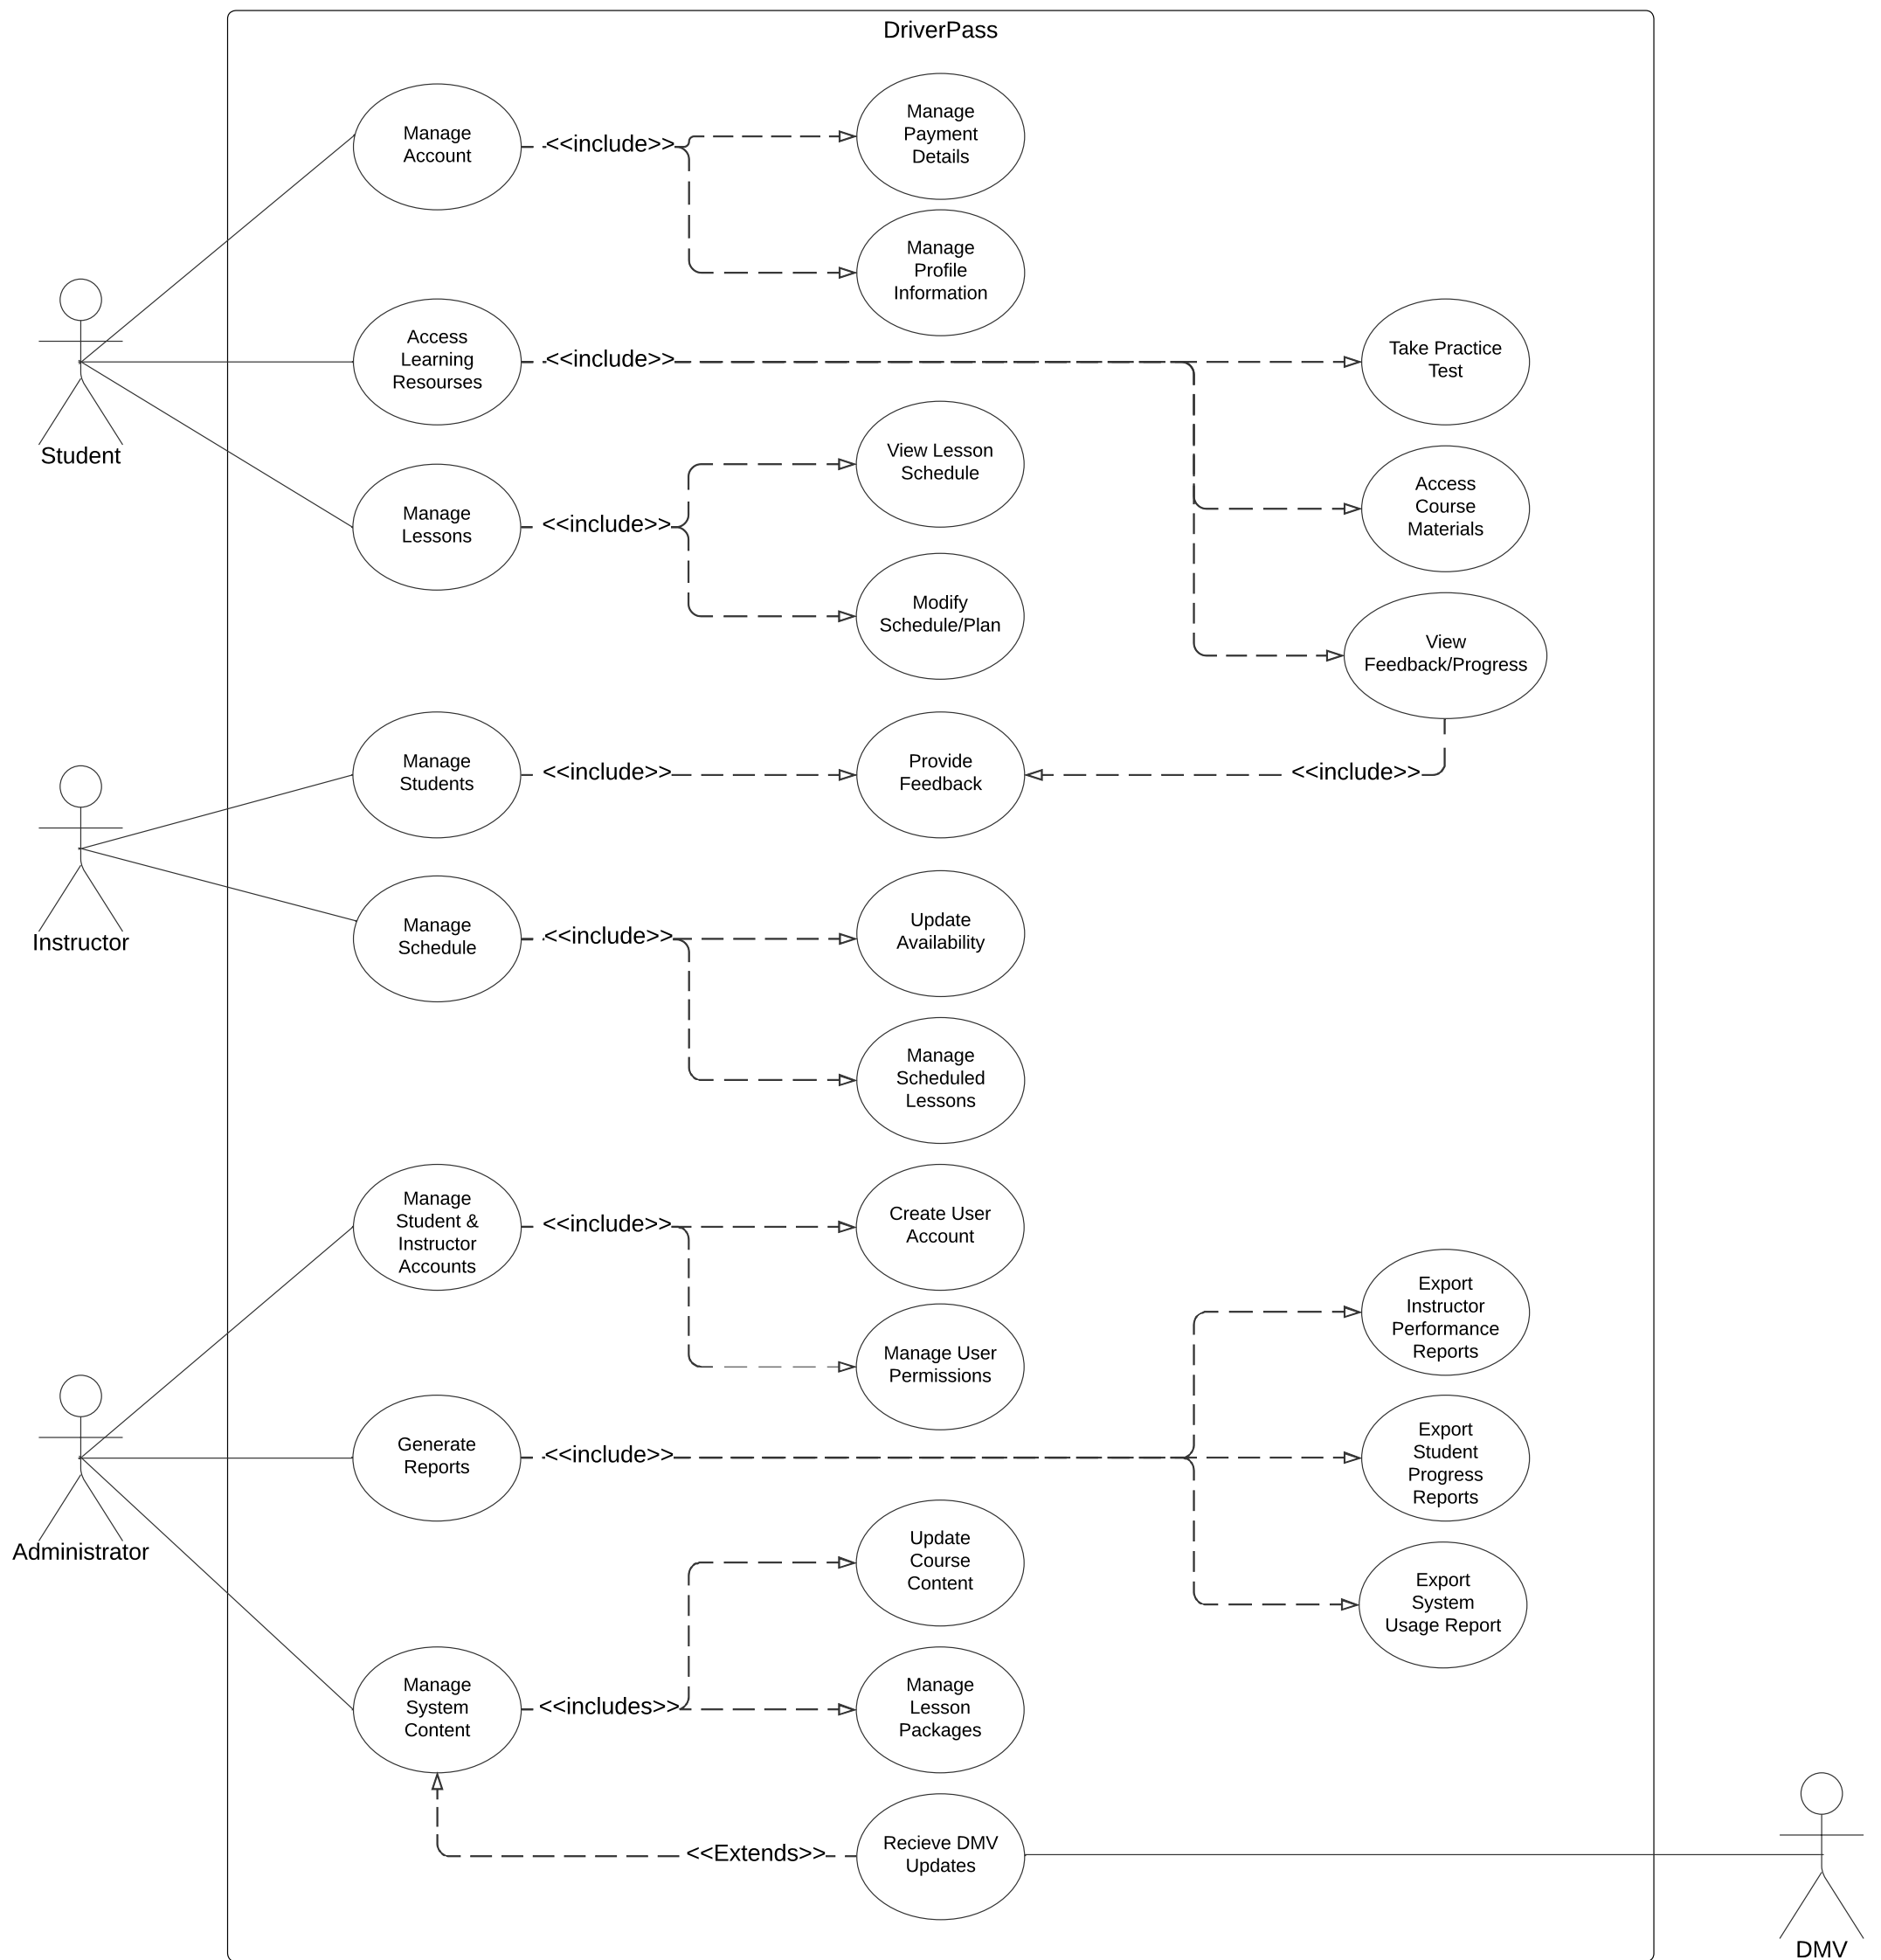 DriverPass
Manage
Account
<<include>>
Manage
Payment
Details
Manage
Profile
Information
Student
Access
Learning
Resourses
<<include>>
Take Practice
Test
Access
Course
Materials
View
Feedback/Progress
Manage
Lessons
<<include>>
View Lesson
Schedule
Modify
Schedule/Plan
Instructor
Manage
Students
<<include>>
Provide
Feedback
<<include>>
Manage
Schedule
<<include>>
Update
Availability
Manage
Scheduled
Lessons
Administrator
Manage
Student &
Instructor
Accounts
<<include>>
Create User
Account
Manage User
Permissions
Generate
Reports
<<include>>
Export
Instructor
Performance
Reports
Export
Student
Progress
Reports
Export
System
Usage Report
Manage
System
Content
<<includes>>
Update
Course
Content
Manage
Lesson
Packages
<<Extends>>
Recieve DMV
Updates
DMV